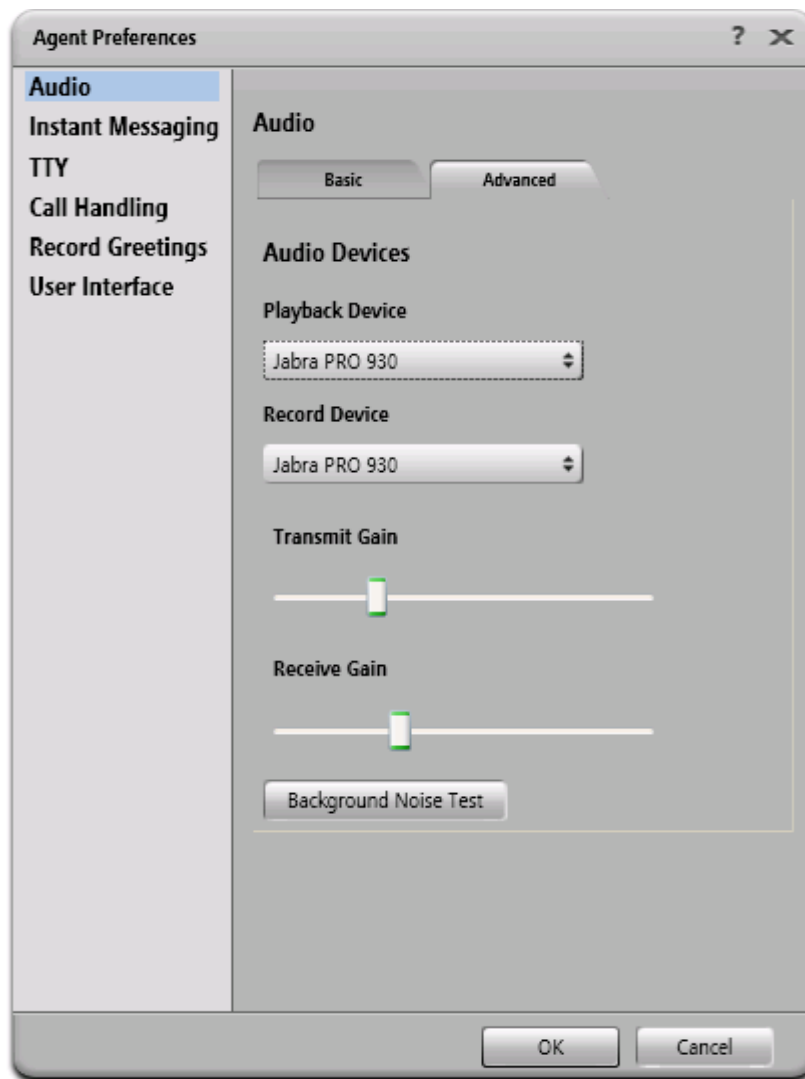 Agent Preferences ?
Audio
Instant Messaging
TTY
Call Handling
Record Greetings
User Interface
Audio
Basic Advanced
Audio Devices
Playback Device
Jabra PRO 930
Record Device
Jabra PRO 930
Transmit Gain
Receive Gain
Background Noise Test
OK Cancel